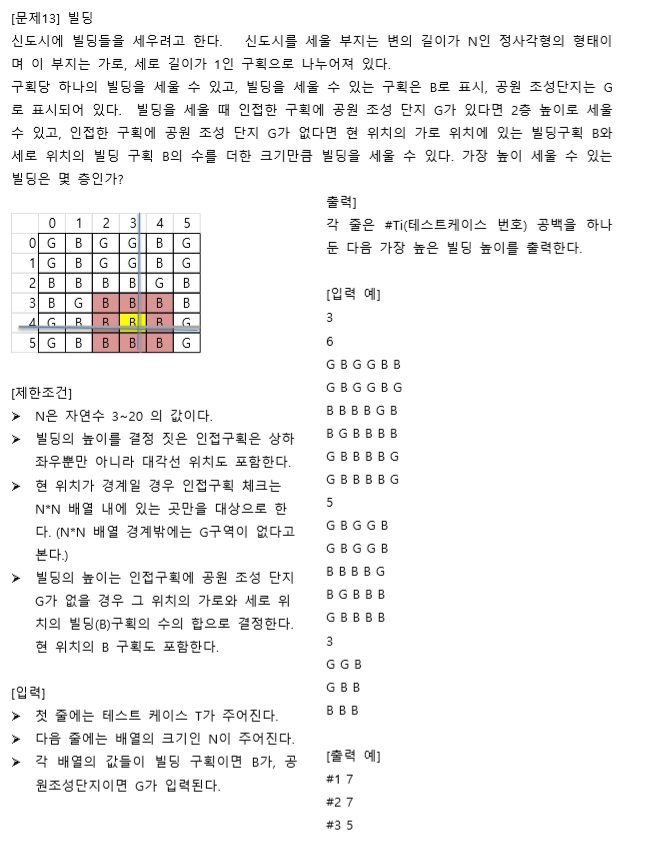 [문제13] 빌딩
신도시에 빌딩들을 세우려고 한다. 신도시를 세울 부지는 변의 길이가 N인 정사각형의 형태이
며 이 부지는 가로, 세로 길이가 1인 구획으로 나누어져 있다.
구획당 하나의 빌딩을 세울 수 있고, 빌딩을 세울 수 있는 구획은 B로 표시, 공원 조성단지는 G
로 표시되어 있다. 빌딩을 세울 때 인접한 구획에 공원 조성 단지 G가 있다면 2층 높이로 세울
수 있고, 인접한 구획에 공원 조성 단지 G가 없다면 현 위치의 가로 위치에 있는 빌딩구획 B와
세로 위치의 빌딩 구획 B의 수를 더한 크기만큼 빌딩을 세울 수 있다. 가장 높이 세울 수 있는
빌딩은 몇 층인가?
0 1 2 3 4 5
0 G B G G B G
1 G B G G B G
2 B B B B G B
3 B G B B B B
4 G B B B B G
5 G B B B B G
[제한조건]
➢ N은 자연수 3~20 의 값이다.
➢ 빌딩의 높이를 결정 짓은 인접구획은 상하
좌우뿐만 아니라 대각선 위치도 포함한다.
➢ 현 위치가 경계일 경우 인접구획 체크는
N*N 배열 내에 있는 곳만을 대상으로 한
다. (N*N 배열 경계밖에는 G구역이 없다고
본다.)
➢ 빌딩의 높이는 인접구획에 공원 조성 단지
G가 없을 경우 그 위치의 가로와 세로 위
치의 빌딩(B)구획의 수의 합으로 결정한다.
현 위치의 B 구획도 포함한다.
[입력]
➢ 첫 줄에는 테스트 케이스 T가 주어진다.
➢ 다음 줄에는 배열의 크기인 N이 주어진다.
➢ 각 배열의 값들이 빌딩 구획이면 B가, 공
원조성단지이면 G가 입력된다.
출력]
각 줄은 #Ti(테스트케이스 번호) 공백을 하나
둔 다음 가장 높은 빌딩 높이를 출력한다.
[입력 예]
3
6
G B G G B B
G B G G B G
B B B B G B
B G B B B B
G B B B B G
G B B B B G
5
G B G G B
G B G G B
B B B B G
B G B B B
G B B B B
3
G G B
G B B
B B B
[출력 예]
#1 7
#2 7
#3 5